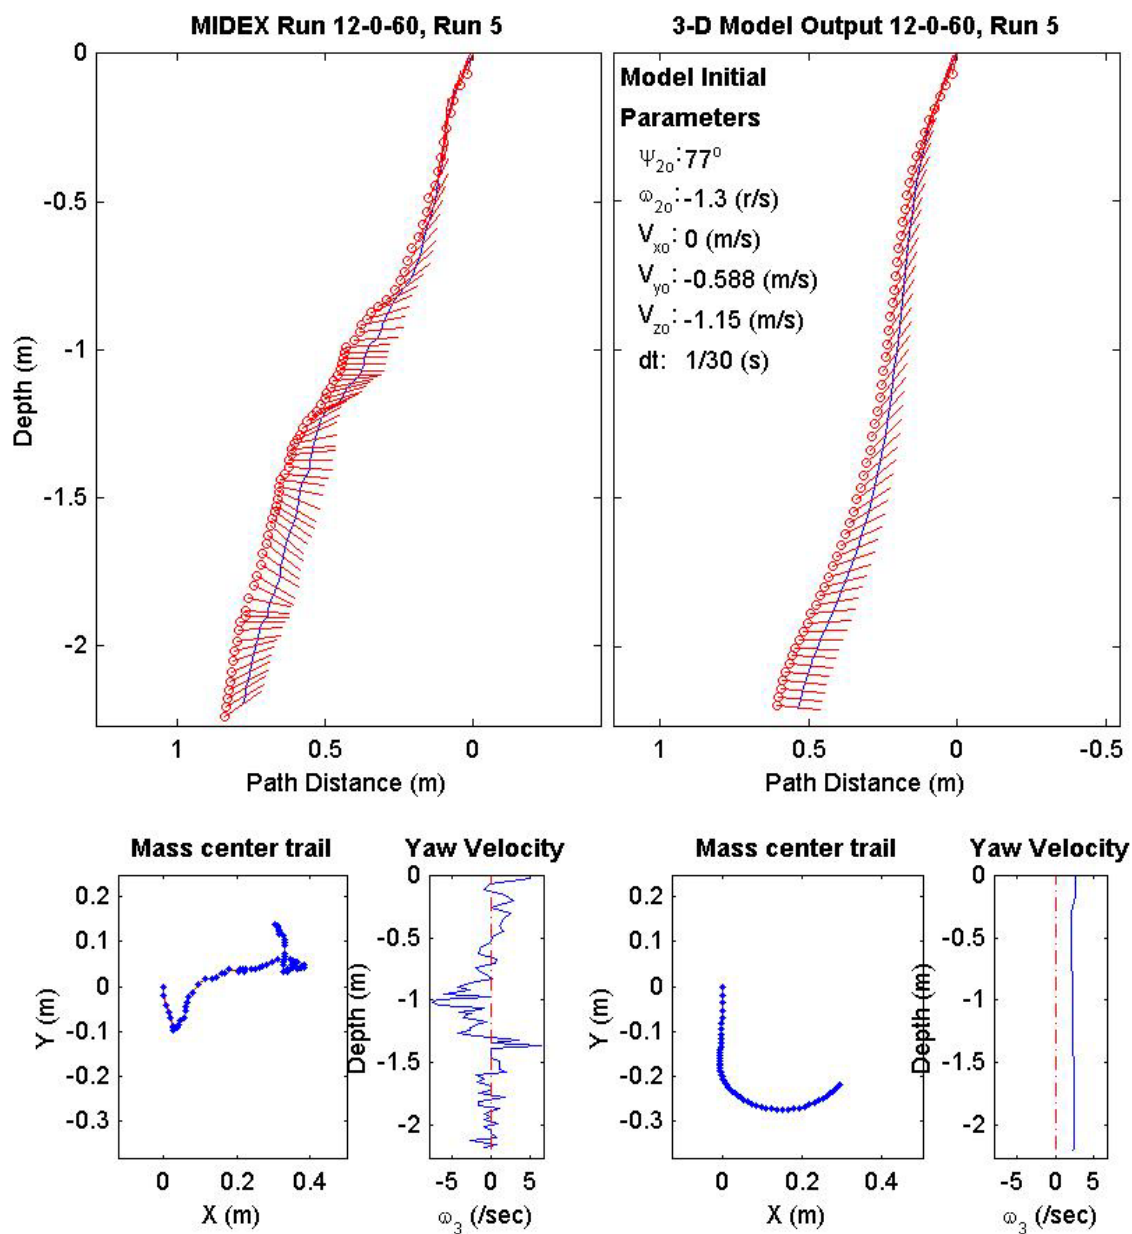 MIDEX Run 12-0-60, Run 5
0
-0.5
-1
-1.5
-2
Depth (m)
1 0.5 0
Path Distance (m)
3-D Model Output 12-0-60, Run 5
Model Initial
Parameters
Ψ2o: 77o
ω2o: -1.3 (r/s)
Vxo: 0 (m/s)
Vyo: -0.588 (m/s)
Vzo: -1.15 (m/s)
dt: 1/30 (s)
1 0.5 0 -0.5
Path Distance (m)
Mass center trail
0.2
0.1
0
-0.1
-0.2
-0.3
Y (m)
0 0.2 0.4
X (m)
Yaw Velocity
0
-0.5
-1
-1.5
-2
Depth (m)
-5 0 5
ω3 (/sec)
Mass center trail
0.2
0.1
0
-0.1
-0.2
-0.3
Y (m)
0 0.2 0.4
X (m)
Yaw Velocity
0
-0.5
-1
-1.5
-2
Depth (m)
-5 0 5
ω3 (/sec)